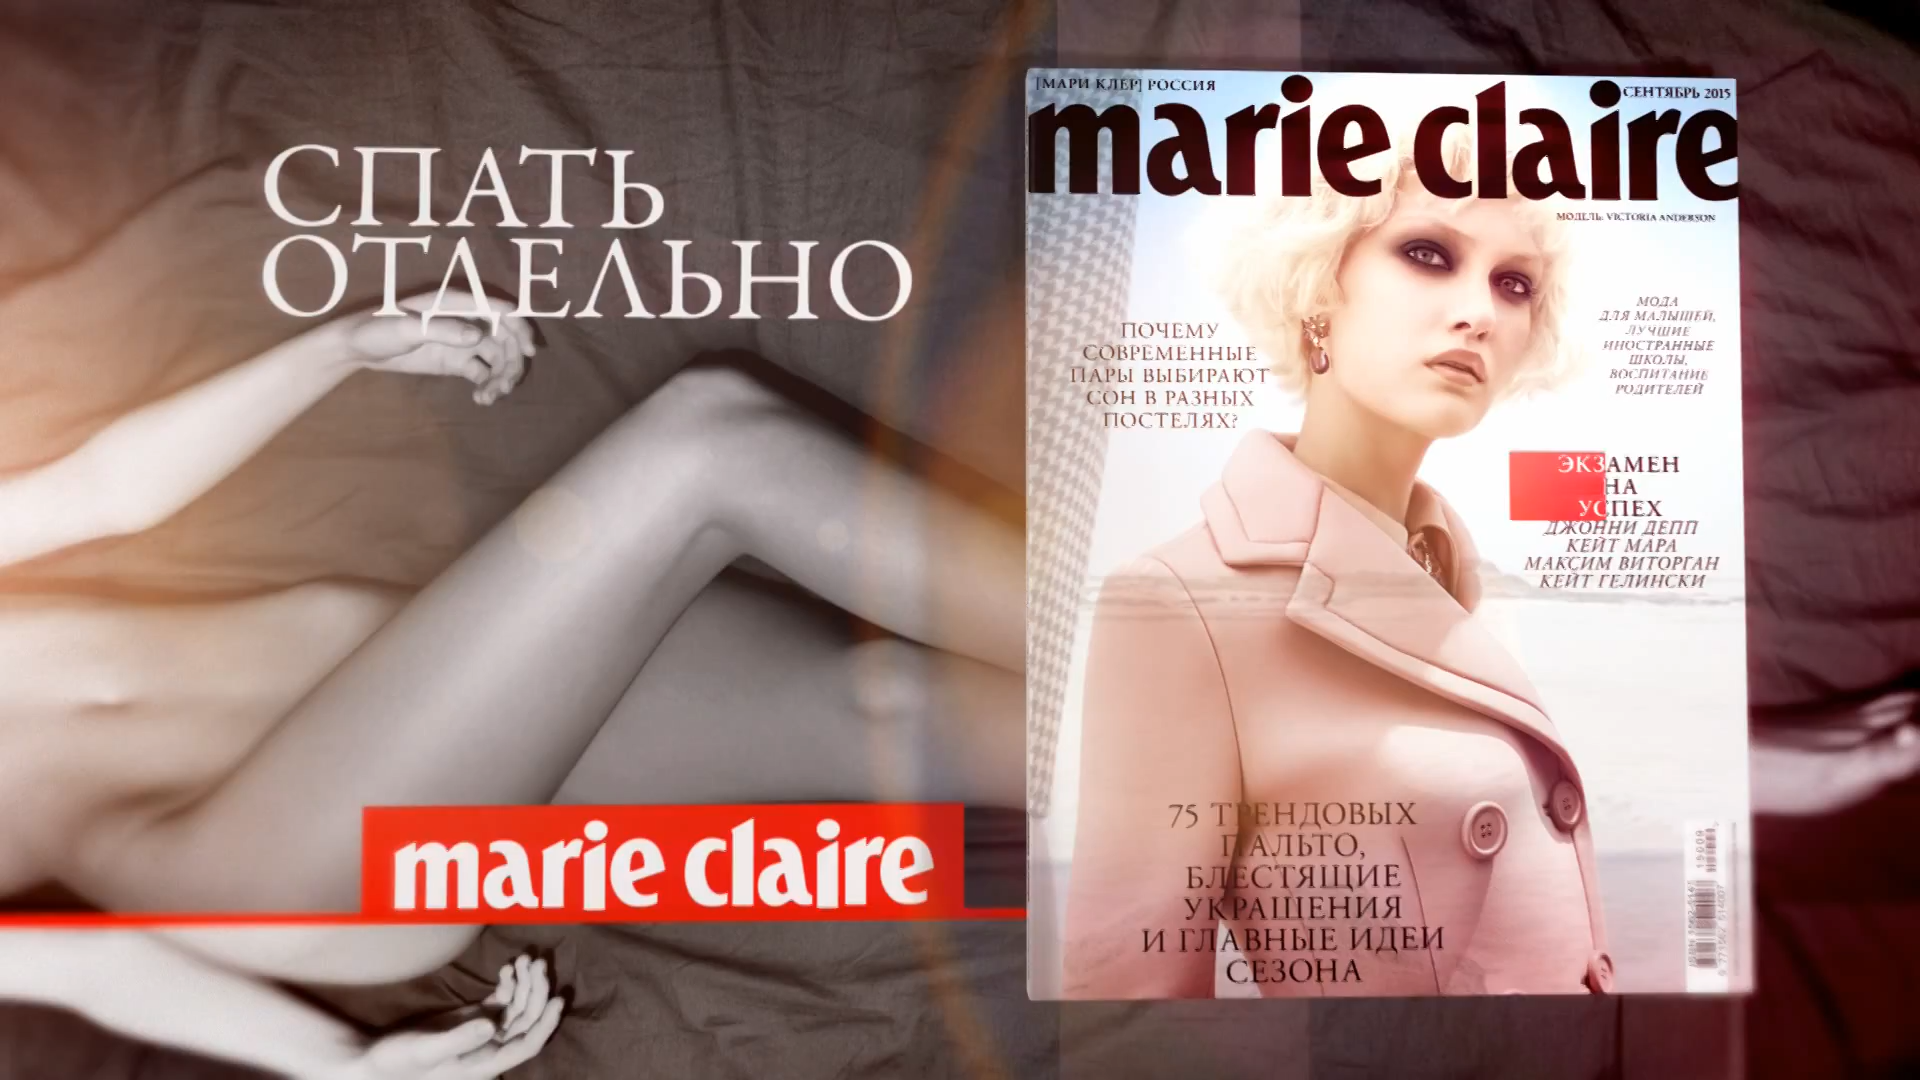 СПАТЬ
ОТДЕЛЬНО
marie claire
[МАРИ КЛЕР] РОССИЯ
СЕНТЯБРЬ 2015
marie claire
МОДЕЛЬ: VICTORIA ANDERSON
ПОЧЕМУ
СОВРЕМЕННЫЕ
ПАРЫ ВЫБИРАЮТ
СОН В РАЗНЫХ
ПОСТЕЛЯХ?
МОДА
ДЛЯ МАЛЫШЕЙ,
ЛУЧШИЕ
ИНОСТРАННЫЕ
ШКОЛЫ,
ВОСПИТАНИЕ
РОДИТЕЛЕЙ
ЭКЗАМЕН
НА
УСПЕХ
ДЖОННИ ДЕПП
КЕЙТ МАРА
МАКСИМ ВИТОРГАН
КЕЙТ ГЕЛИНСКИ
75 ТРЕНДОВЫХ
ПАЛЬТО,
БЛЕСТЯЩИЕ
УКРАШЕНИЯ
И ГЛАВНЫЕ ИДЕИ
СЕЗОНА
15009